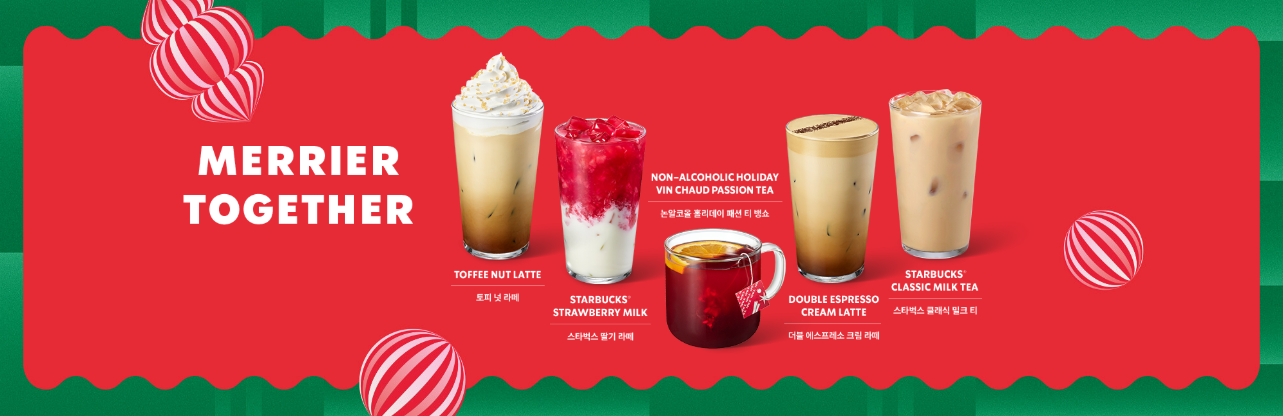 MERRIER
TOGETHER
TOFFEE NUT LATTE
토피 넛 라떼
STARBUCKS®
STRAWBERRY MILK
스타벅스 딸기 라떼
NON-ALCOHOLIC HOLIDAY
VIN CHAUD PASSION TEA
논알코올 홀리데이 패션 티 뱅쇼
DOUBLE ESPRESSO
CREAM LATTE
더블 에스프레소 크림 라떼
STARBUCKS®
CLASSIC MILK TEA
스타벅스 클래식 밀크 티